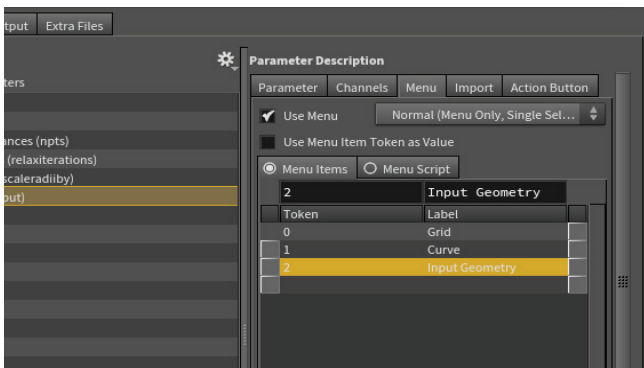 tput Extra Files
Parameter Description
ters
Parameter Channels Menu Import Action Button
Use Menu Normal (Menu Only, Single Sel...
ances (npts)
Use Menu Item Token as Value
(relaxiterations)
Menu Items Menu Script
scaleradiiby)
put)
2 Input Geometry
Token Label
0 Grid
1 Curve
2 Input Geometry